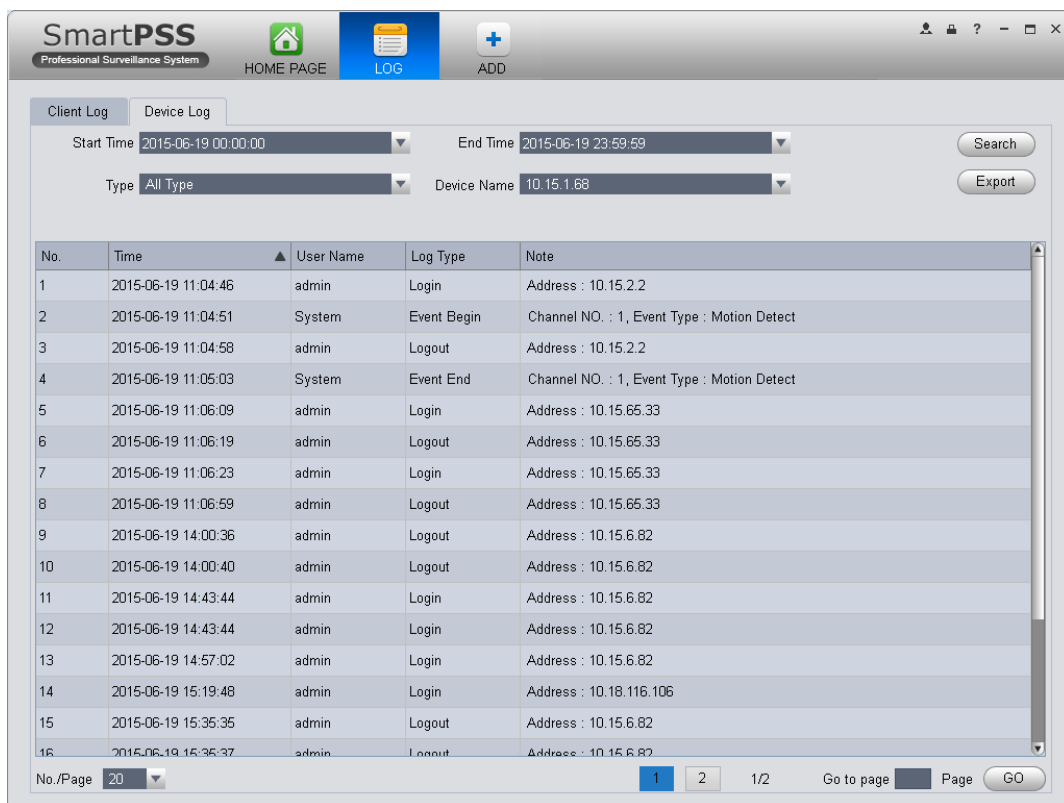 SmartPSS
Professional Surveillance System
HOME PAGE
LOG
ADD
?
Client Log Device Log
Start Time 2015-06-19 00:00:00 End Time 2015-06-19 23:59:59 Search
Type All Type Device Name 10.15.1.68 Export
No. Time User Name Log Type Note
1 2015-06-19 11:04:46 admin Login Address : 10.15.2.2
2 2015-06-19 11:04:51 System Event Begin Channel NO. : 1, Event Type : Motion Detect
3 2015-06-19 11:04:58 admin Logout Address : 10.15.2.2
4 2015-06-19 11:05:03 System Event End Channel NO. : 1, Event Type : Motion Detect
5 2015-06-19 11:06:09 admin Login Address : 10.15.65.33
6 2015-06-19 11:06:19 admin Logout Address : 10.15.65.33
7 2015-06-19 11:06:23 admin Login Address : 10.15.65.33
8 2015-06-19 11:06:59 admin Logout Address : 10.15.65.33
9 2015-06-19 14:00:36 admin Logout Address : 10.15.6.82
10 2015-06-19 14:00:40 admin Logout Address : 10.15.6.82
11 2015-06-19 14:43:44 admin Login Address : 10.15.6.82
12 2015-06-19 14:43:44 admin Login Address : 10.15.6.82
13 2015-06-19 14:57:02 admin Login Address : 10.15.6.82
14 2015-06-19 15:19:48 admin Login Address : 10.18.116.106
15 2015-06-19 15:35:35 admin Logout Address : 10.15.6.82
16 2015-06-19 15:35:37 admin Logout Address : 10.15.6.82
No./Page 20 1 2 1/2 Go to page Page GO